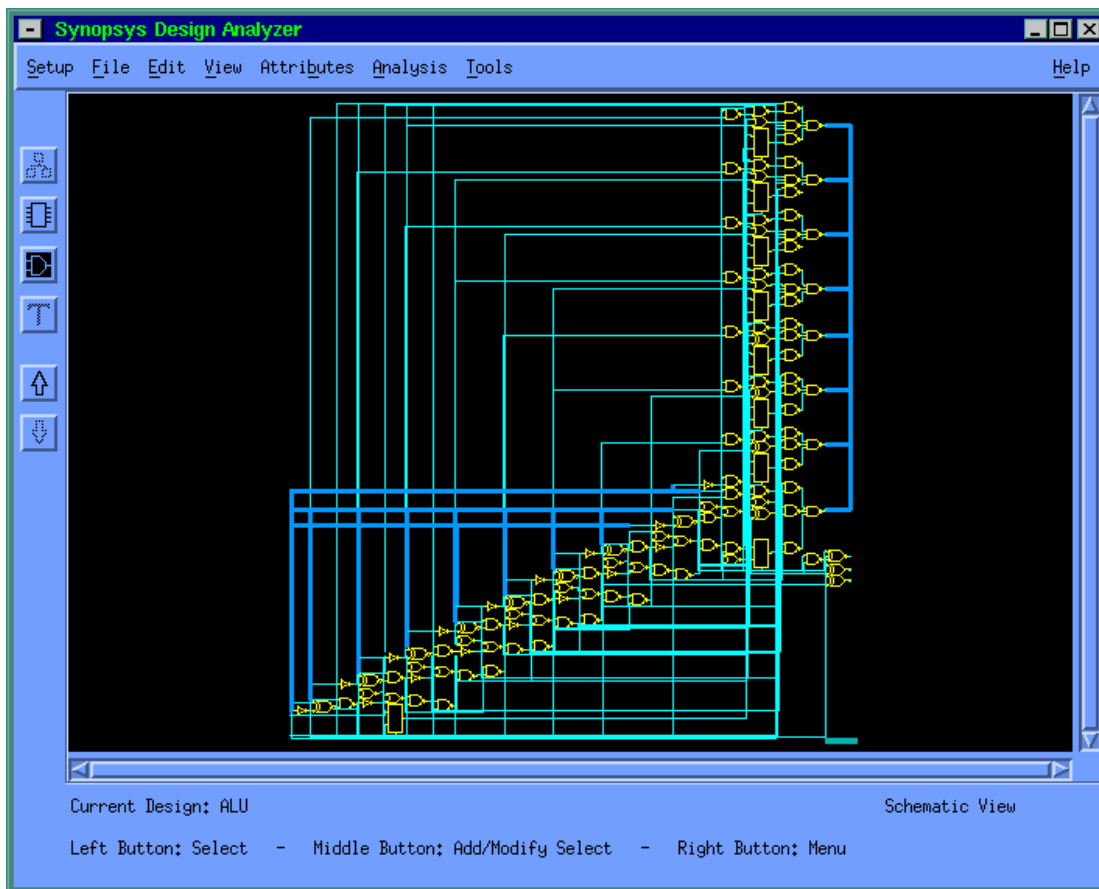 Synopsys Design Analyzer
Setup File Edit View Attributes Analysis Tools Help
T
Current Design: ALU Schematic View
Left Button: Select - Middle Button: Add/Modify Select - Right Button: Menu